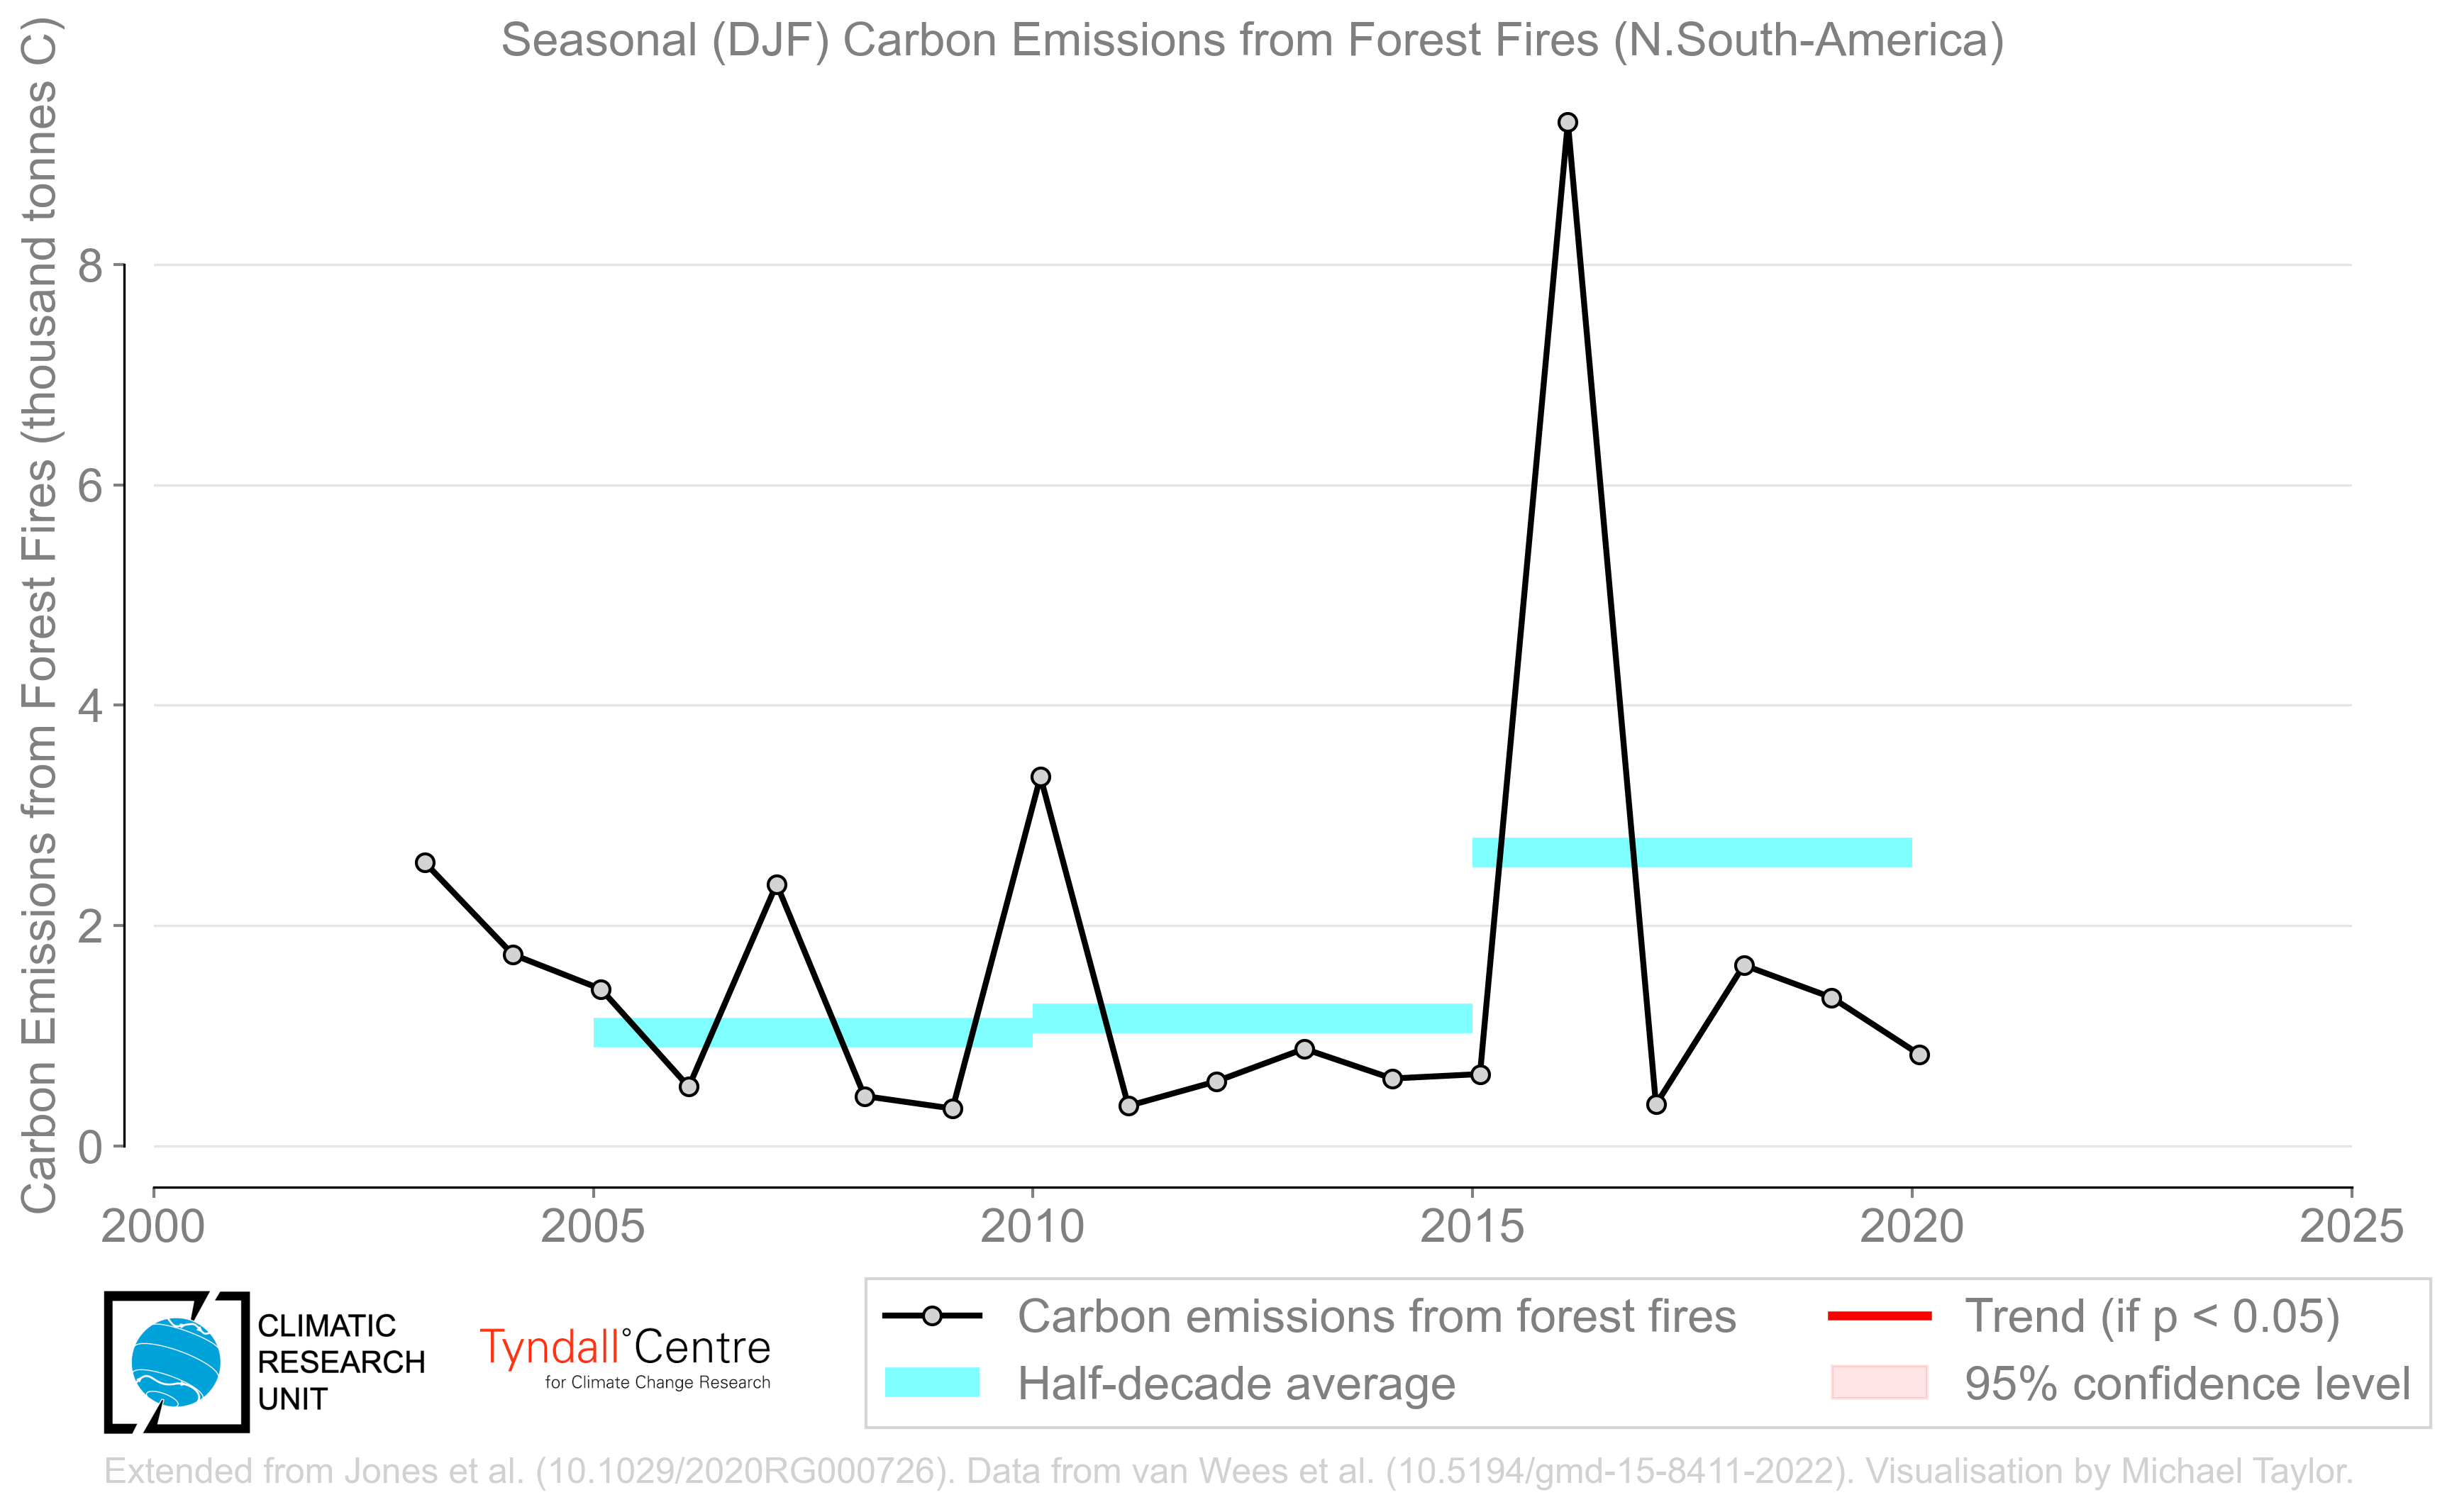 Seasonal (DJF) Carbon Emissions from Forest Fires (N.South-America)
Carbon Emissions from Forest Fires (thousand tonnes C)
8
6
4
2
0
2000 2005 2010 2015 2020 2025
CLIMATIC
RESEARCH
UNIT
Tyndall°Centre
for Climate Change Research
Carbon emissions from forest fires
Half-decade average
Trend (if p < 0.05)
95% confidence level
Extended from Jones et al. (10.1029/2020RG000726). Data from van Wees et al. (10.5194/gmd-15-8411-2022). Visualisation by Michael Taylor.